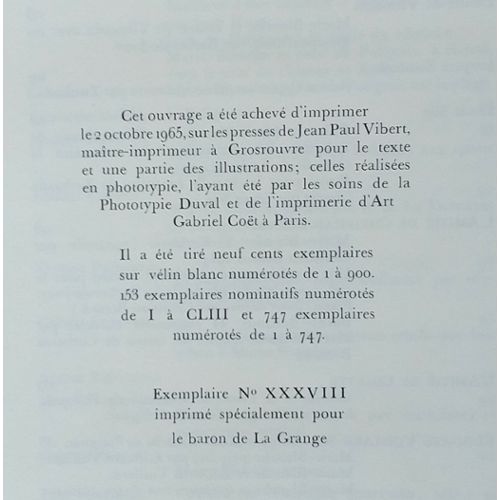 Cet ouvrage a été achevé d'imprimer
le 2 octobre 1965, sur les presses de Jean Paul Vibert,
maître-imprimeur à Grosrouvre pour le texte
et une partie des illustrations; celles réalisées
en phototypie, l'ayant été par les soins de la
Phototypie Duval et de l'imprimerie d'Art
Gabriel Coët à Paris.
Il a été tiré neuf cents exemplaires
sur vélin blanc numérotés de 1 à 900.
153 exemplaires nominatifs numérotés
de I à CLIII et 747 exemplaires
numérotés de 1 à 747.
Exemplaire Nº XXXVIII
imprimé spécialement pour
le baron de La Grange